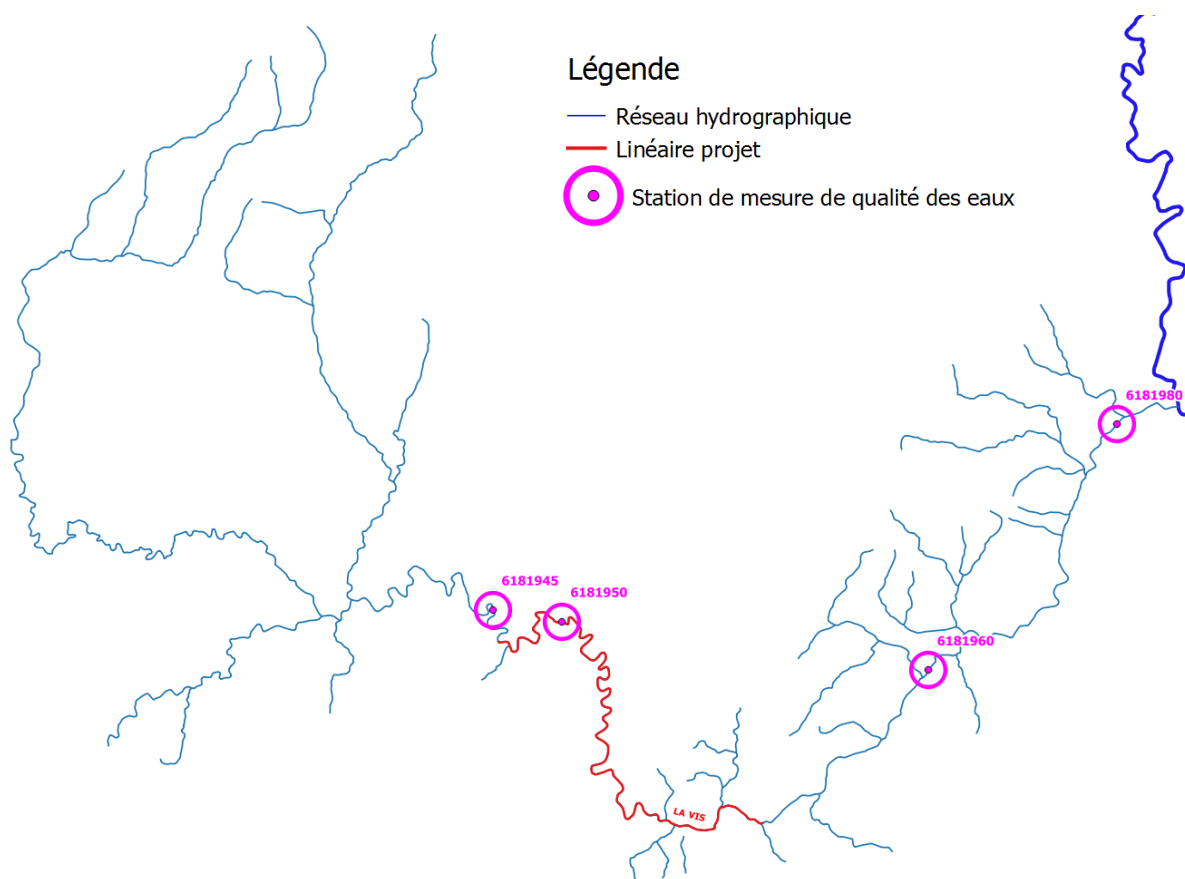 Légende
Réseau hydrographique
Linéaire projet
Station de mesure de qualité des eaux
6181980
6181945
6181950
6181960
LA VIS